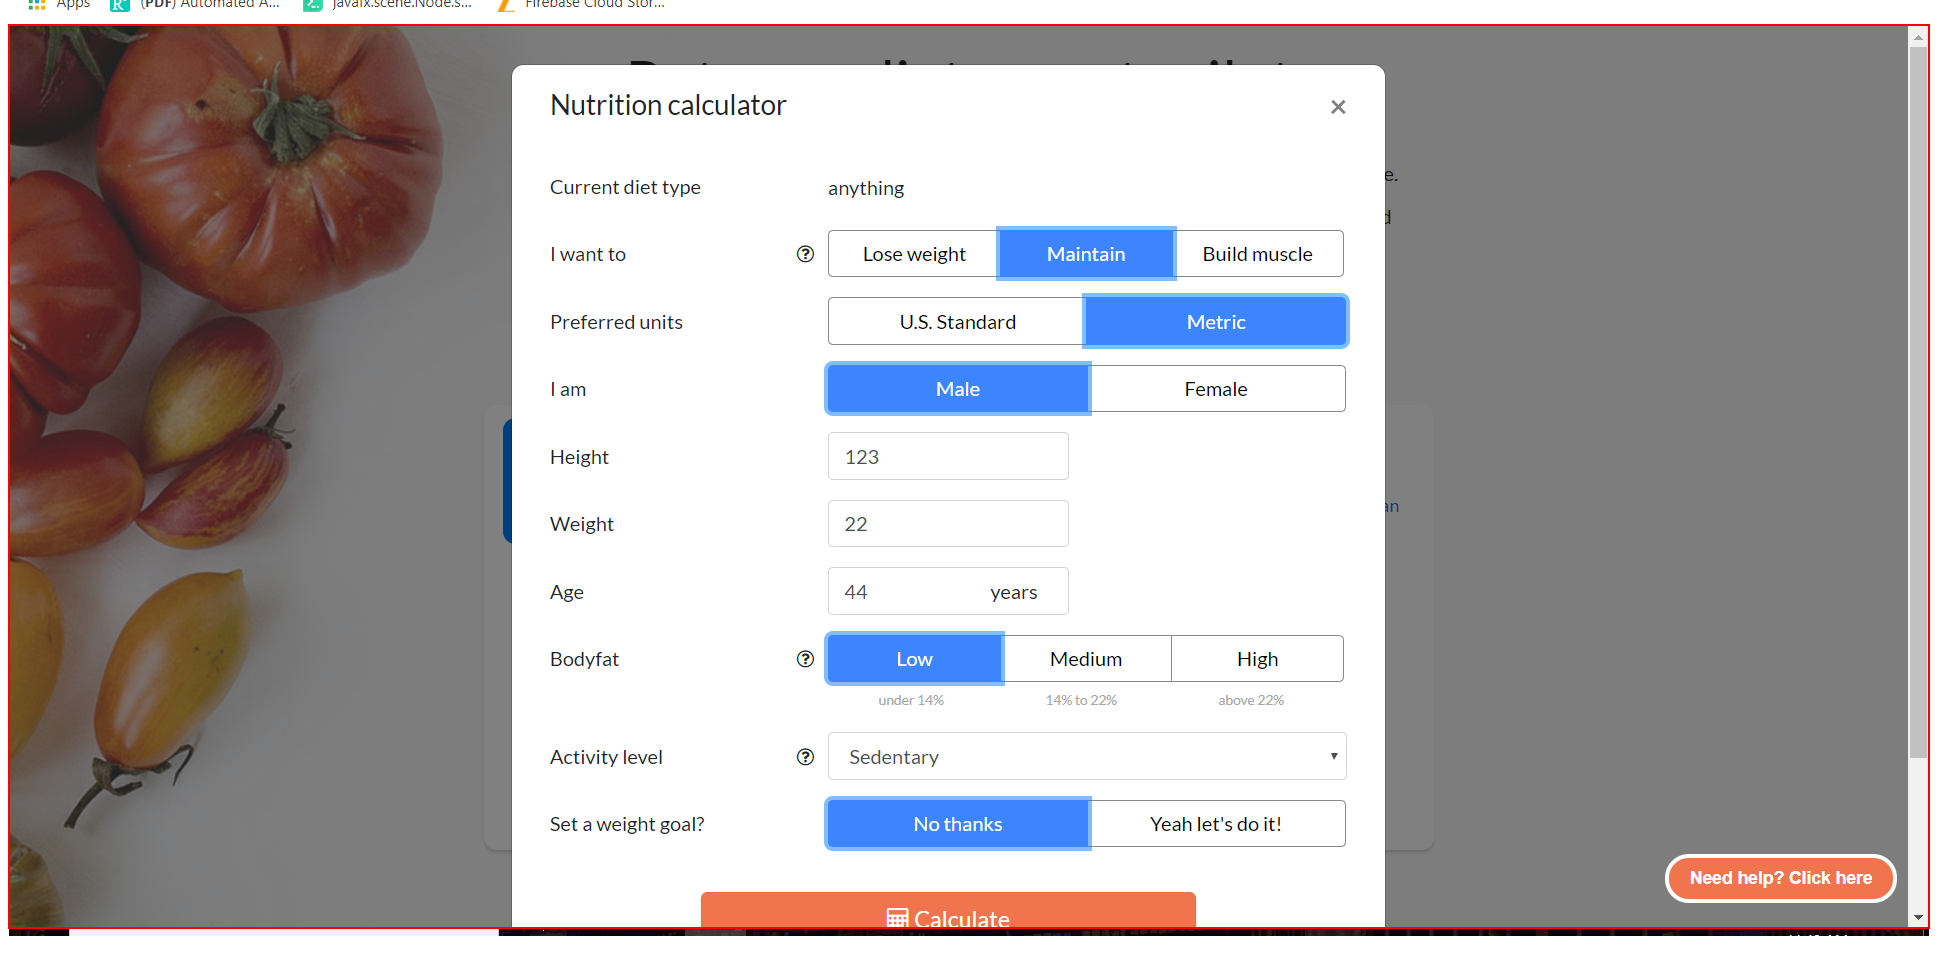 Apps (PDF) Automated A... javafx.scene.Node.s... Firebase Cloud Stor...
Nutrition calculator ×
Current diet type anything
e.
d
I want to Lose weight Maintain Build muscle
Preferred units U.S. Standard Metric
I am Male Female
Height 123
Weight 22
an
Age 44 years
Bodyfat Low Medium High
under 14% 14% to 22% above 22%
Activity level Sedentary
Set a weight goal? No thanks Yeah let's do it!
Need help? Click here
Calculate